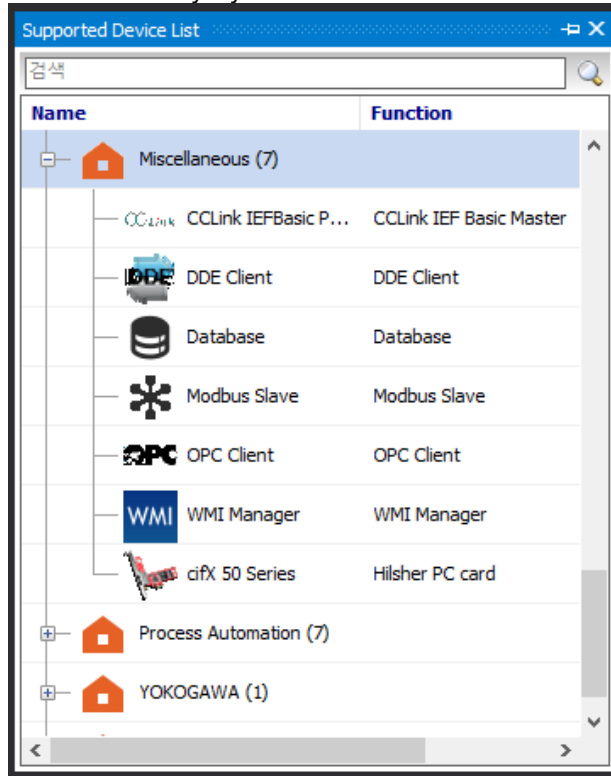 Supported Device List
검색
Name Function
Miscellaneous (7)
CCLink CCLink IEFBasic P... CCLink IEF Basic Master
DDE DDE Client DDE Client
Database Database
Modbus Slave Modbus Slave
OPC OPC Client OPC Client
WMI WMI Manager WMI Manager
cifX 50 Series Hilsher PC card
Process Automation (7)
YOKOGAWA (1)